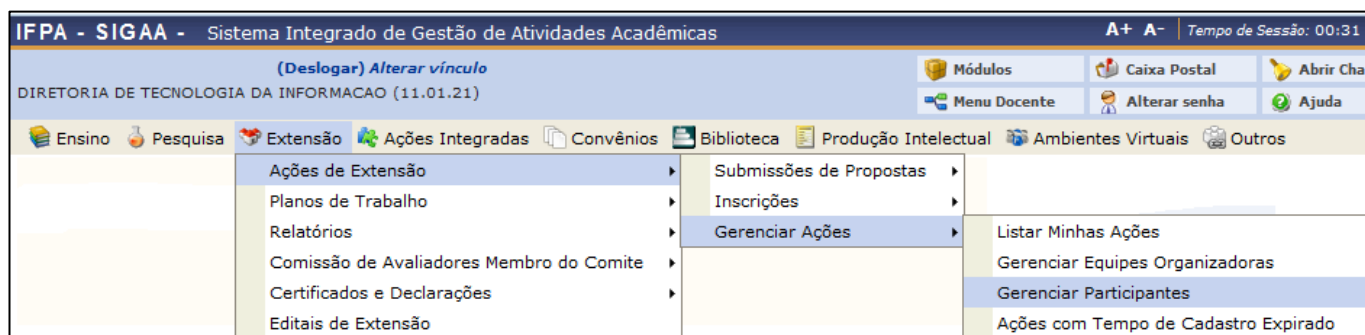 IFPA - SIGAA - Sistema Integrado de Gestão de Atividades Acadêmicas A+ A- Tempo de Sessão: 00:31
(Deslogar) Alterar vínculo Módulos Caixa Postal Abrir Cha
DIRETORIA DE TECNOLOGIA DA INFORMACAO (11.01.21) Menu Docente Alterar senha Ajuda
Ensino Pesquisa Extensão Ações Integradas Convênios Biblioteca Produção Intelectual Ambientes Virtuais Outros
Ações de Extensão Submissões de Propostas
Planos de Trabalho Inscrições
Relatórios Gerenciar Ações Listar Minhas Ações
Comissão de Avaliadores Membro do Comite Gerenciar Equipes Organizadoras
Certificados e Declarações Gerenciar Participantes
Editais de Extensão Ações com Tempo de Cadastro Expirado